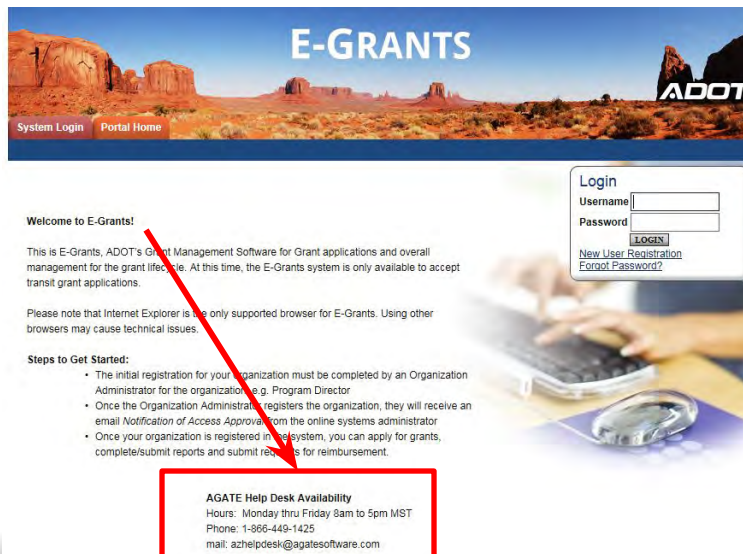 E-GRANTS
ADOT
System Login
Portal Home
Login
Username
Password
LOGIN
New User Registration
Forgot Password?
Welcome to E-Grants!
This is E-Grants, ADOT's Grant Management Software for Grant applications and overall
management for the grant lifecycle. At this time, the E-Grants system is only available to accept
transit grant applications.
Please note that Internet Explorer is the only supported browser for E-Grants. Using other
browsers may cause technical issues.
Steps to Get Started:
• The initial registration for your organization must be completed by an Organization
Administrator for the organization, e.g. Program Director
• Once the Organization Administrator registers the organization, they will receive an
email Notification of Access Approval from the online systems administrator
• Once your organization is registered in the system, you can apply for grants,
complete/submit reports and submit requests for reimbursement.
AGATE Help Desk Availability
Hours: Monday thru Friday 8am to 5pm MST
Phone: 1-866-449-1425
mail: azhelpdesk@agatesoftware.com